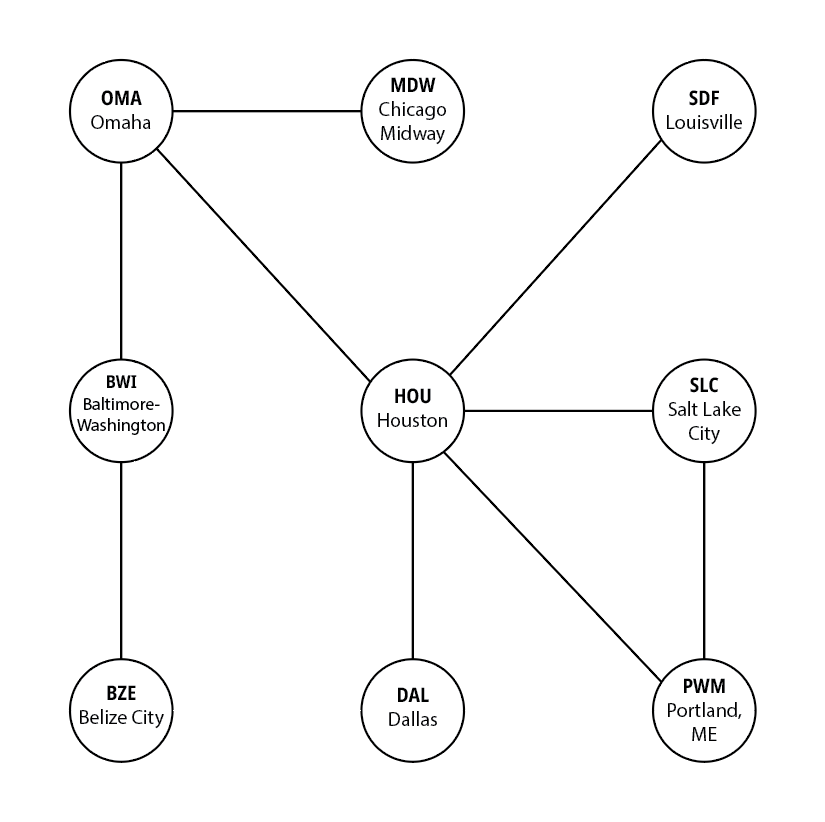 OMA
Omaha
MDW
Chicago
Midway
SDF
Louisville
BWI
Baltimore-
Washington
HOU
Houston
SLC
Salt Lake
City
BZE
Belize City
DAL
Dallas
PWM
Portland,
ME